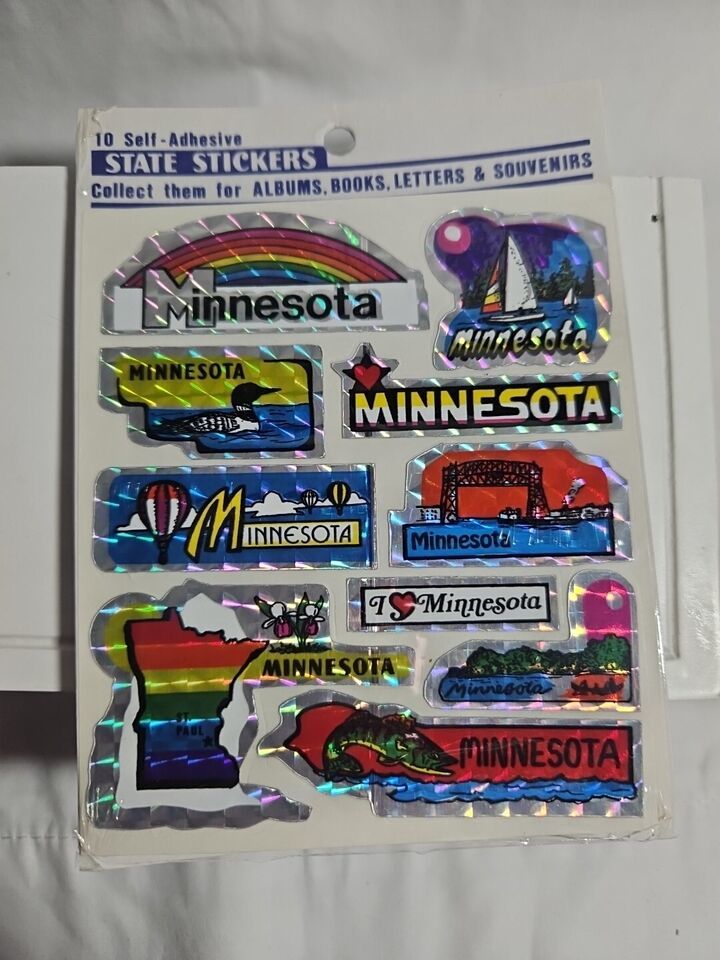 10 Self-Adhesive
STATE STICKERS
Collect them for ALBUMS, BOOKS, LETTERS & SOUVENIRS
Minnesota
Minnesota
MINNESOTA
MINNESOTA
MINNESOTA
Minnesota
I ❤ Minnesota
MINNESOTA
ST. PAUL
Minnesota
MINNESOTA